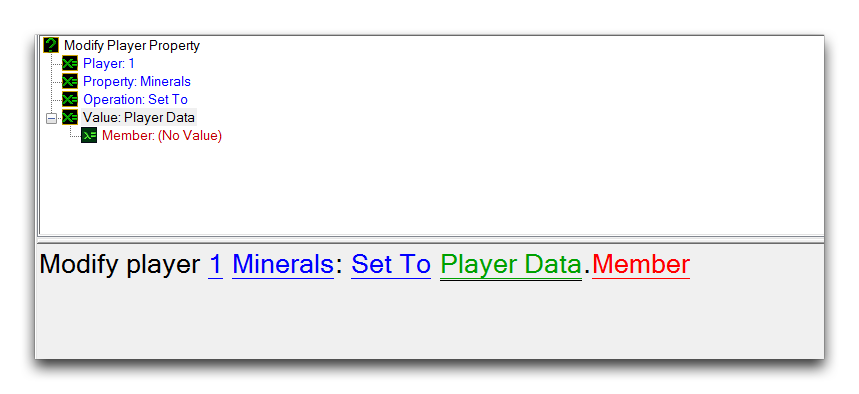 Modify Player Property
Player: 1
Property: Minerals
Operation: Set To
Value: Player Data
Member: (No Value)
Modify player 1 Minerals: Set To Player Data.Member